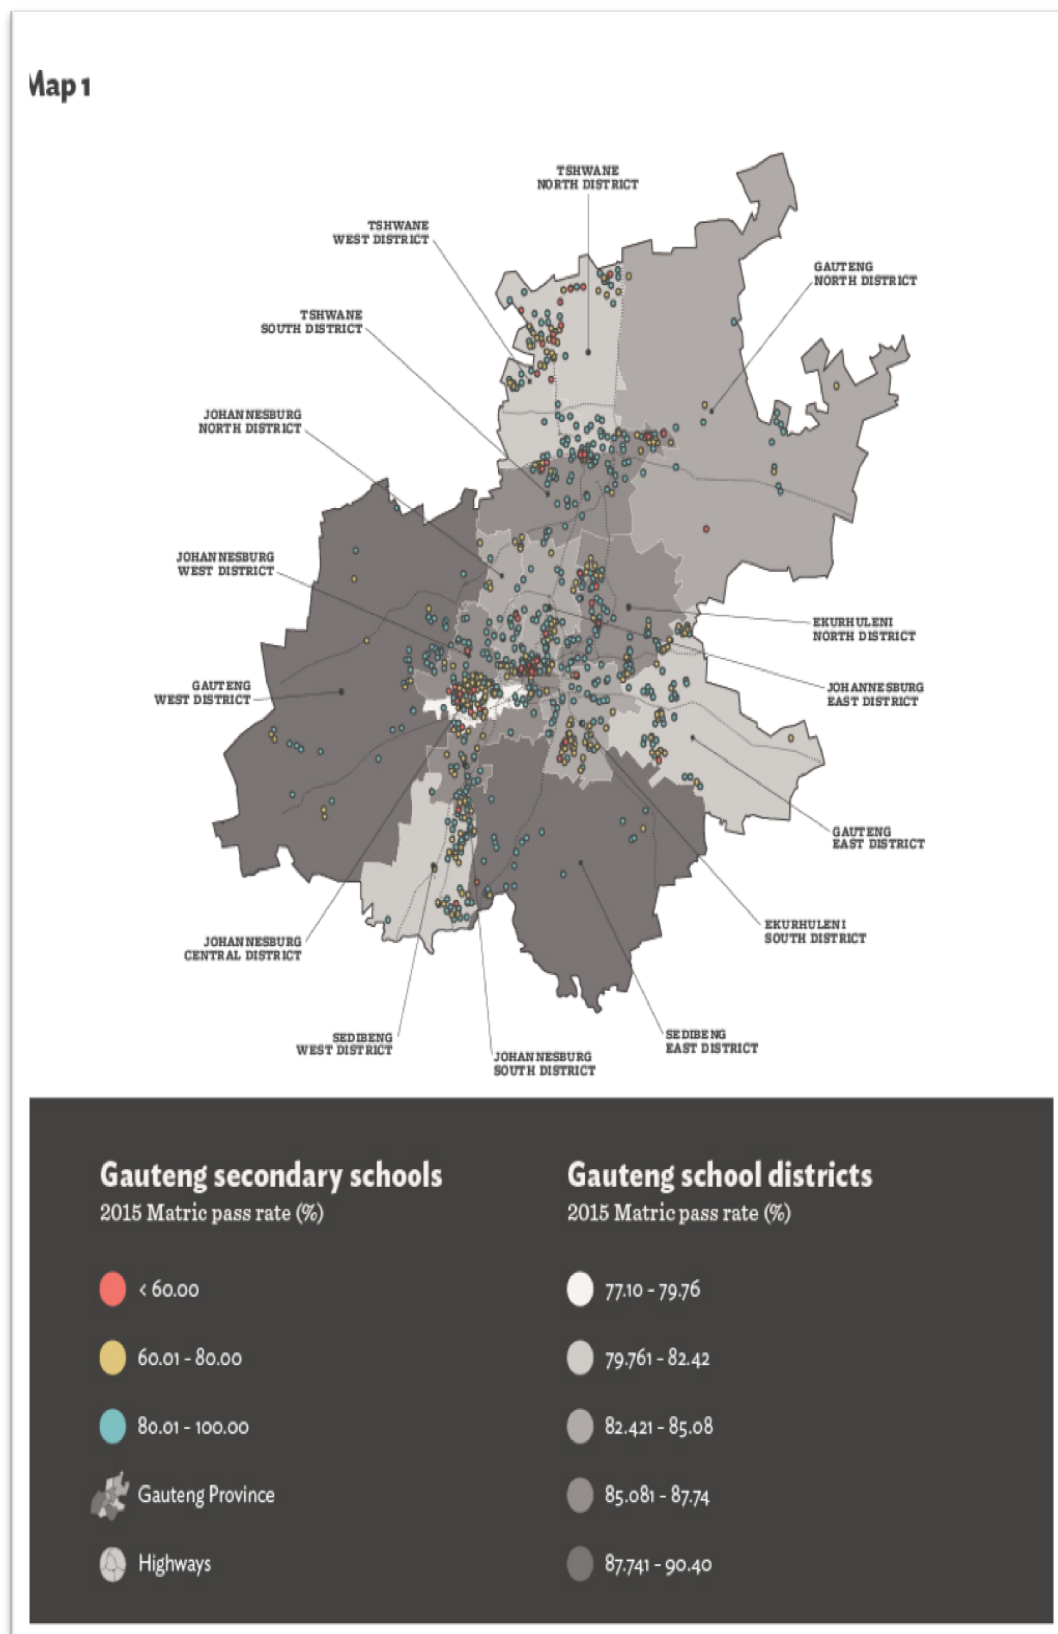 Map 1
TSHWANE
NORTH DISTRICT
TSHWANE
WEST DISTRICT
GAUTENG
NORTH DISTRICT
TSHWANE
SOUTH DISTRICT
JOHANNESBURG
NORTH DISTRICT
JOHANNESBURG
WEST DISTRICT
EKURHULENI
NORTH DISTRICT
GAUTENG
WEST DISTRICT
JOHANNESBURG
EAST DISTRICT
GAUTENG
EAST DISTRICT
EKURHULENI
SOUTH DISTRICT
JOHANNESBURG
CENTRAL DISTRICT
SEDIBENG
WEST DISTRICT
SEDIBENG
EAST DISTRICT
JOHANNESBURG
SOUTH DISTRICT
Gauteng secondary schools
2015 Matric pass rate (%)
< 60.00
60.01 - 80.00
80.01 - 100.00
Gauteng Province
Highways
Gauteng school districts
2015 Matric pass rate (%)
77.10 - 79.76
79.761 - 82.42
82.421 - 85.08
85.081 - 87.74
87.741 - 90.40